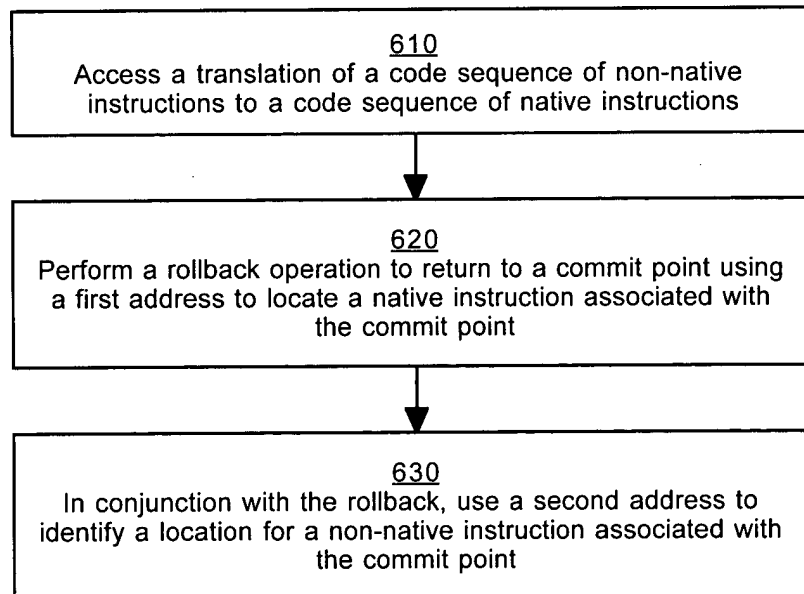 610
Access a translation of a code sequence of non-native
instructions to a code sequence of native instructions
620
Perform a rollback operation to return to a commit point using
a first address to locate a native instruction associated with
the commit point
630
In conjunction with the rollback, use a second address to
identify a location for a non-native instruction associated with
the commit point